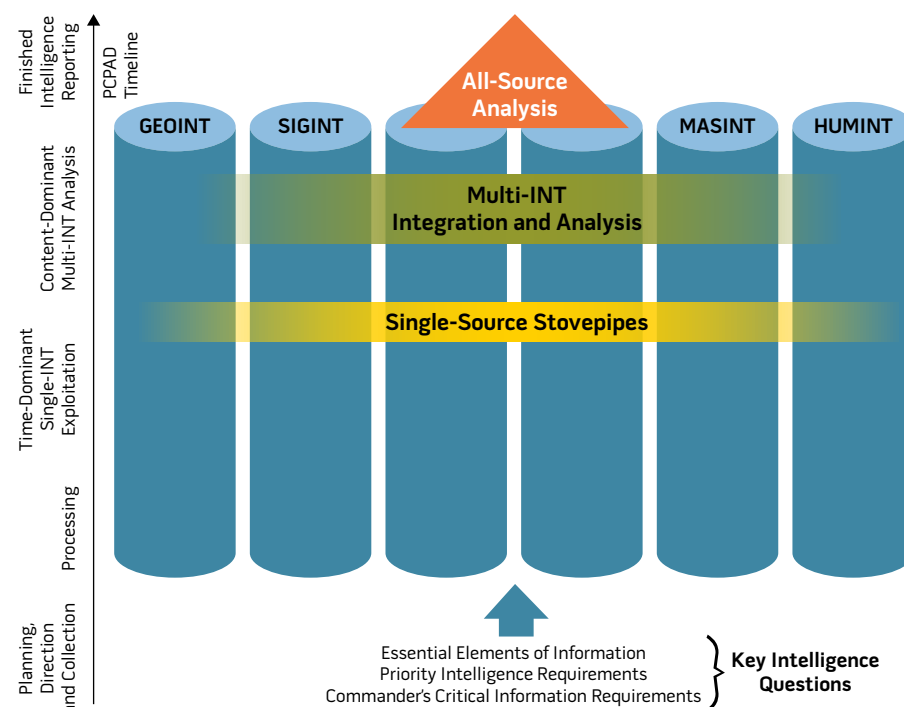 Finished
Intelligence
Reporting
PCPAD
Timeline
All-Source
Analysis
GEOINT
SIGINT
MASINT
HUMINT
Content-Dominant
Multi-INT Analysis
Multi-INT
Integration and Analysis
Single-Source Stovepipes
Time-Dominant
Single-INT
Exploitation
Processing
Planning,
Direction
and Collection
Essential Elements of Information
Priority Intelligence Requirements
Commander's Critical Information Requirements
Key Intelligence
Questions